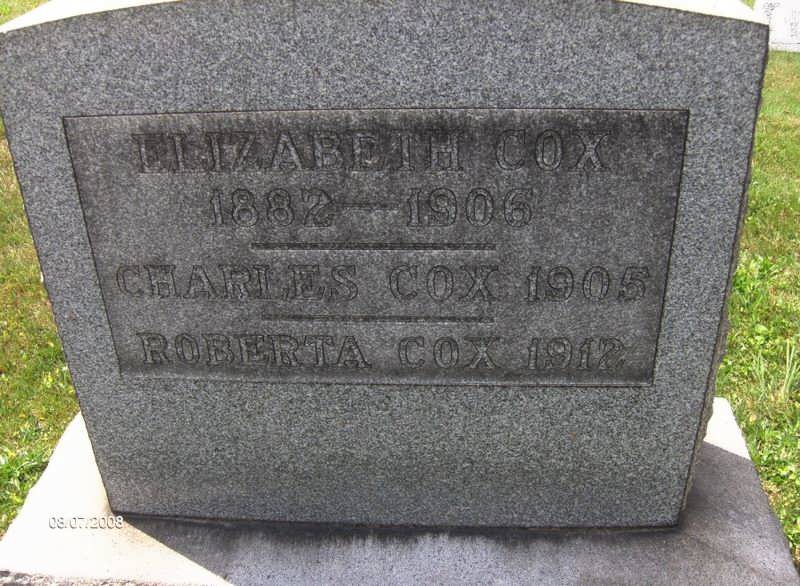 ELIZABETH COX
1882—1906
CHARLES COX 1905
ROBERTA COX 1912
08.07.2008